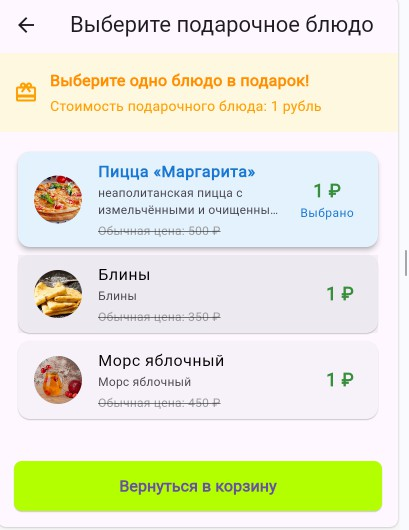 Выберите подарочное блюдо
Выберите одно блюдо в подарок!
Стоимость подарочного блюда: 1 рубль
Пицца «Маргарита»
неаполитанская пицца с
измельчёнными и очищенны...
Обычная цена: 500 ₽
1 ₽
Выбрано
Блины
Блины
Обычная цена: 350 ₽
1 ₽
Морс яблочный
Морс яблочный
Обычная цена: 450 ₽
1 ₽
Вернуться в корзину